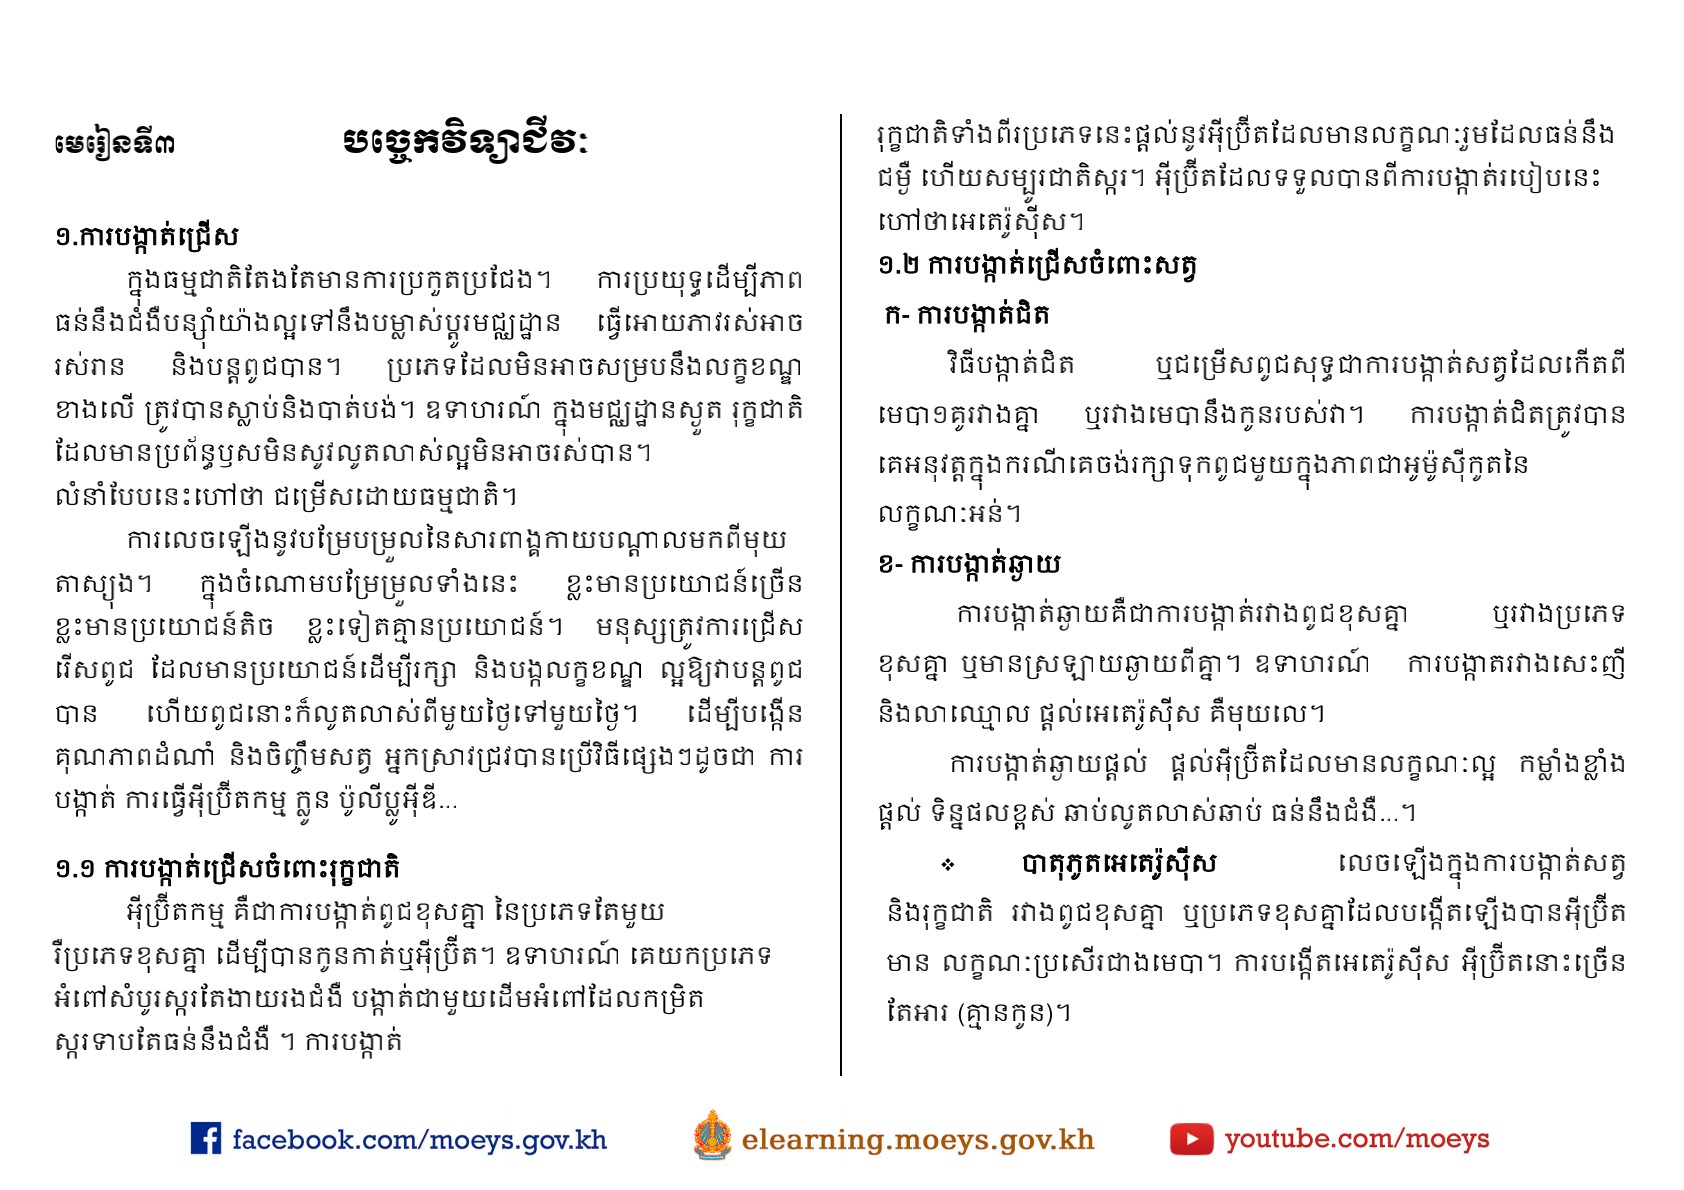 មេរៀនទី៣ បច្ចេកវិទ្យាជីវៈ
១.ការបង្កាត់ជ្រើស
ក្នុងធម្មជាតិតែងតែមានការប្រកួតប្រជែង។ ការប្រយុទ្ធដើម្បីភាព
ធន់នឹងជំងឺបន្ស៊ាំយ៉ាងល្អទៅនឹងបម្លាស់ប្តូរមជ្ឈដ្ឋាន ធ្វើអោយភាវរស់អាច
រស់រាន និងបន្តពូជបាន។ ប្រភេទដែលមិនអាចសម្របនឹងលក្ខខណ្ឌ
ខាងលើ ត្រូវបានស្លាប់និងបាត់បង់។ ឧទាហរណ៍ ក្នុងមជ្ឈដ្ឋានស្ងួត រុក្ខជាតិ
ដែលមានប្រព័ន្ធឫសមិនសូវលូតលាស់ល្អមិនអាចរស់បាន។
លំនាំបែបនេះហៅថា ជម្រើសដោយធម្មជាតិ។
ការលេចឡើងនូវបម្រែបម្រួលនៃសារពាង្គកាយបណ្តាលមកពីមុយ
តាស្យុង។ ក្នុងចំណោមបម្រែម្រួលទាំងនេះ ខ្លះមានប្រយោជន៍ច្រើន
ខ្លះមានប្រយោជន៍តិច ខ្លះទៀតគ្មានប្រយោជន៍។ មនុស្សត្រូវការជ្រើស
រើសពូជ ដែលមានប្រយោជន៍ដើម្បីរក្សា និងបង្កលក្ខខណ្ឌ ល្អឱ្យវាបន្តពូជ
បាន ហើយពូជនោះក៏លូតលាស់ពីមួយថ្ងៃទៅមួយថ្ងៃ។ ដើម្បីបង្កើន
គុណភាពដំណាំ និងចិញ្ចឹមសត្វ អ្នកស្រាវជ្រវបានប្រើវិធីផ្សេងៗដូចជា ការ
បង្កាត់ ការធ្វើអ៊ីប្រ៊ីតកម្ម ក្លូន ប៉ូលីប្លូអ៊ីឌី...
១.១ ការបង្កាត់ជ្រើសចំពោះរុក្ខជាតិ
អ៊ីប្រ៊ីតកម្ម គឺជាការបង្កាត់ពូជខុសគ្នា នៃប្រភេទតែមួយ
រឺប្រភេទខុសគ្នា ដើម្បីបានកូនកាត់ឬអ៊ីប្រ៊ីត។ ឧទាហរណ៍ គេយកប្រភេទ
អំពៅសំបូរស្ករតែងាយរងជំងឺ បង្កាត់ជាមួយដើមអំពៅដែលកម្រិត
ស្ករទាបតែធន់នឹងជំងឺ ។ ការបង្កាត់
រុក្ខជាតិទាំងពីរប្រភេទនេះផ្តល់នូវអ៊ីប្រ៊ីតដែលមានលក្ខណៈរួមដែលធន់នឹង
ជម្ងឺ ហើយសម្បូរជាតិស្ករ។ អ៊ីប្រ៊ីតដែលទទួលបានពីការបង្កាត់របៀបនេះ
ហៅថាអេតេរ៉ូស៊ីស។
១.២ ការបង្កាត់ជ្រើសចំពោះសត្វ
ក- ការបង្កាត់ជិត
វិធីបង្កាត់ជិត ឬជម្រើសពូជសុទ្ធជាការបង្កាត់សត្វដែលកើតពី
មេបា១គូរវាងគ្នា ឬរវាងមេបានឹងកូនរបស់វា។ ការបង្កាត់ជិតត្រូវបាន
គេអនុវត្តក្នុងករណីគេចង់រក្សាទុកពូជមួយក្នុងភាពជាអូម៉ូស៊ីកូតនៃ
លក្ខណៈអន់។
ខ- ការបង្កាត់ឆ្ងាយ
ការបង្កាត់ឆ្ងាយគឺជាការបង្កាត់រវាងពូជខុសគ្នា ឬរវាងប្រភេទ
ខុសគ្នា ឬមានស្រឡាយឆ្ងាយពីគ្នា។ ឧទាហរណ៍ ការបង្កាតរវាងសេះញី
និងលាឈ្មោល ផ្តល់អេតេរ៉ូស៊ីស គឺមុយលេ។
ការបង្កាត់ឆ្ងាយផ្តល់ ផ្តល់អ៊ីប្រ៊ីតដែលមានលក្ខណៈល្អ កម្លាំងខ្លាំង
ផ្តល់ ទិន្នផលខ្ពស់ ឆាប់លូតលាស់ឆាប់ ធន់នឹងជំងឺ...។
❖ បាតុភូតអេតេរ៉ូស៊ីស លេចឡើងក្នុងការបង្កាត់សត្វ
និងរុក្ខជាតិ រវាងពូជខុសគ្នា ឬប្រភេទខុសគ្នាដែលបង្កើតឡើងបានអ៊ីប្រ៊ីត
មាន លក្ខណៈប្រសើរជាងមេបា។ ការបង្កើតអេតេរ៉ូស៊ីស អ៊ីប្រ៊ីតនោះច្រើន
តែអារ (គ្មានកូន)។
facebook.com/moeys.gov.kh elearning.moeys.gov.kh youtube.com/moeys